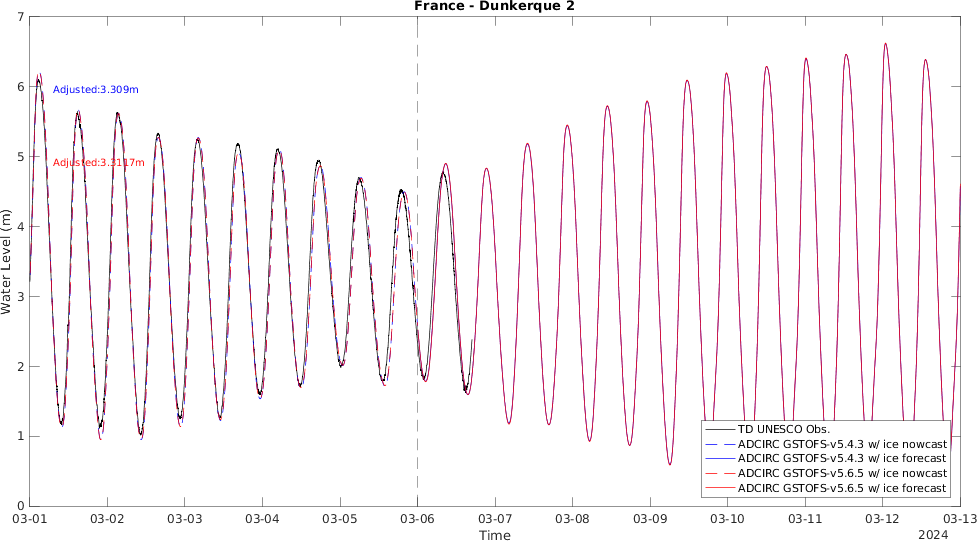 France - Dunkerque 2
7
6
5
4
3
2
1
0
Water Level (m)
Adjusted:3.309m
Adjusted:3.3117m
TD UNESCO Obs.
ADCIRC GSTOFS-v5.4.3 w/ ice nowcast
ADCIRC GSTOFS-v5.4.3 w/ ice forecast
ADCIRC GSTOFS-v5.6.5 w/ ice nowcast
ADCIRC GSTOFS-v5.6.5 w/ ice forecast
03-01 03-02 03-03 03-04 03-05 03-06 03-07 03-08 03-09 03-10 03-11 03-12 03-13
Time
2024